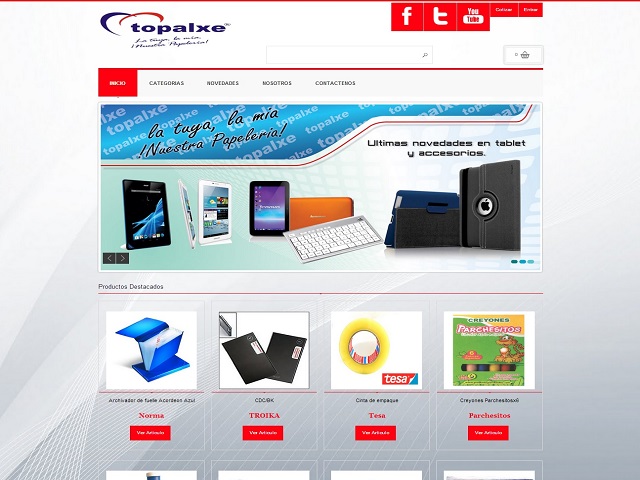 topalxe®
La tuya, la mía
¡Nuestra Papelería!
f
t
You
Tube
Cotizar
Entrar
0
INICIO
CATEGORIAS
NOVEDADES
NOSOTROS
CONTACTENOS
la tuya, la mía
¡Nuestra Papelería!
Ultimas novedades en tablet
y accesorios.
Productos Destacados
CREYONES
PARCHESITOS
tesa
Archivador de fuelle Acordeon Azul
CDC/BK
Cinta de empaque
Creyones Parchesitosx6
Norma
TROIKA
Tesa
Parchesitos
Ver Articulo
Ver Articulo
Ver Articulo
Ver Articulo